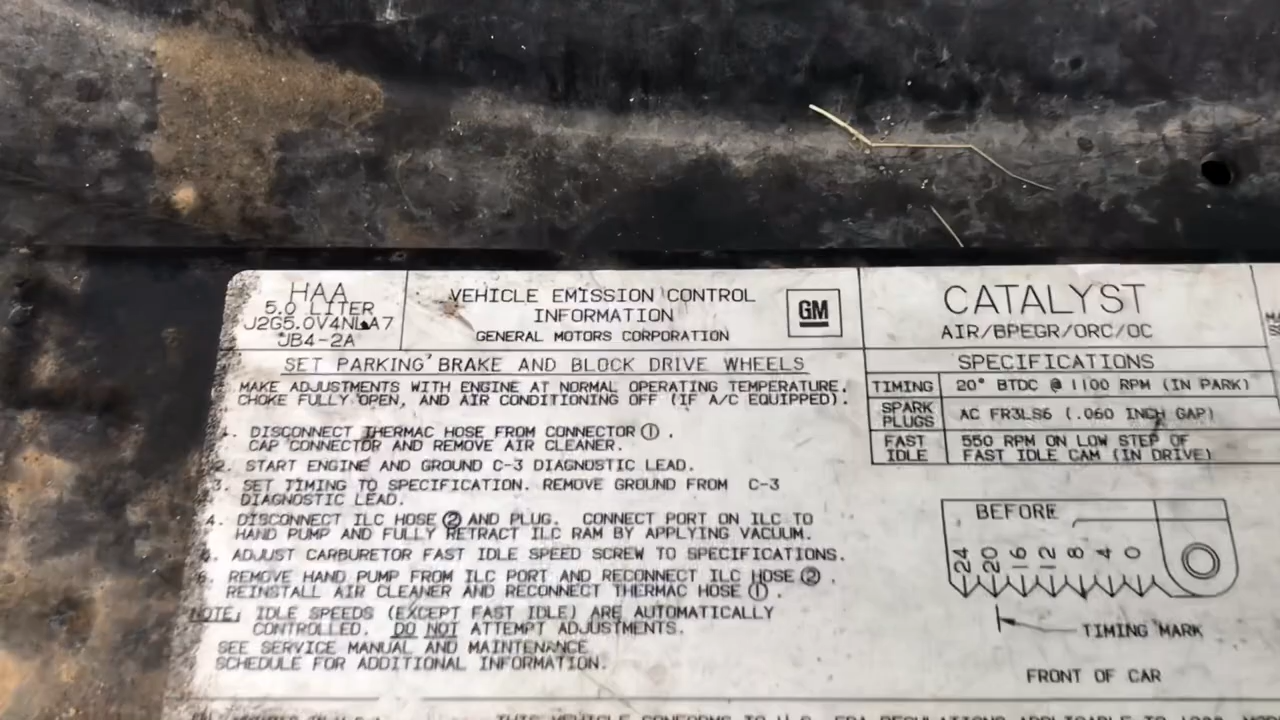 HAA
5.0 LITER
J2G5.0V4NLA7
JB4-2A
VEHICLE EMISSION CONTROL
INFORMATION
GENERAL MOTORS CORPORATION
GM
CATALYST
AIR/BPEGR/ORC/OC
SET PARKING BRAKE AND BLOCK DRIVE WHEELS
MAKE ADJUSTMENTS WITH ENGINE AT NORMAL OPERATING TEMPERATURE,
CHOKE FULLY OPEN, AND AIR CONDITIONING OFF (IF A/C EQUIPPED).
1. DISCONNECT THERMAC HOSE FROM CONNECTOR ①.
CAP CONNECTOR AND REMOVE AIR CLEANER.
2. START ENGINE AND GROUND C-3 DIAGNOSTIC LEAD.
3. SET TIMING TO SPECIFICATION. REMOVE GROUND FROM C-3
DIAGNOSTIC LEAD.
4. DISCONNECT ILC HOSE ② AND PLUG. CONNECT PORT ON ILC TO
HAND PUMP AND FULLY RETRACT ILC RAM BY APPLYING VACUUM.
5. ADJUST CARBURETOR FAST IDLE SPEED SCREW TO SPECIFICATIONS.
6. REMOVE HAND PUMP FROM ILC PORT AND RECONNECT ILC HOSE ②.
REINSTALL AIR CLEANER AND RECONNECT THERMAC HOSE ①.
NOTE: IDLE SPEEDS (EXCEPT FAST IDLE) ARE AUTOMATICALLY
CONTROLLED. DO NOT ATTEMPT ADJUSTMENTS.
SEE SERVICE MANUAL AND MAINTENANCE
SCHEDULE FOR ADDITIONAL INFORMATION.
SPECIFICATIONS
TIMING 20° BTDC @ 1100 RPM (IN PARK)
SPARK PLUGS AC FR3LS6 (.060 INCH GAP)
FAST IDLE 550 RPM ON LOW STEP OF
FAST IDLE CAM (IN DRIVE)
BEFORE
24 20 16 12 8 4 0
TIMING MARK
FRONT OF CAR
THIS VEHICLE CONFORMS TO U.S. EPA REGULATIONS APPLICABLE TO